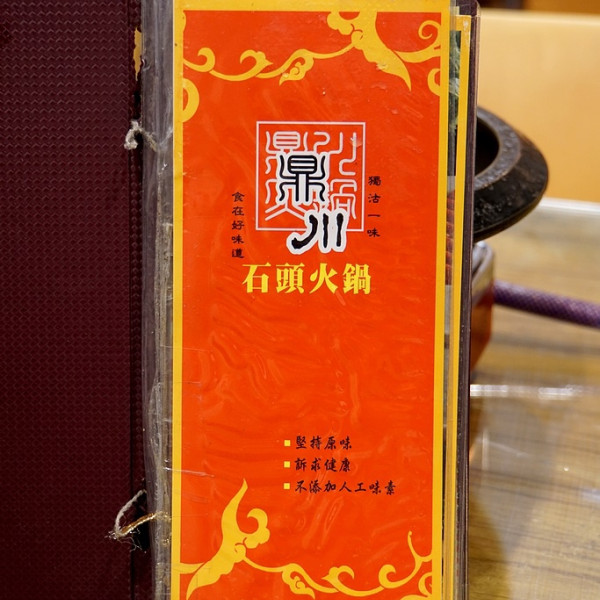 鼎川
獨沽一味
食在好味道
石頭火鍋
堅持原味
訴求健康
不添加人工味素